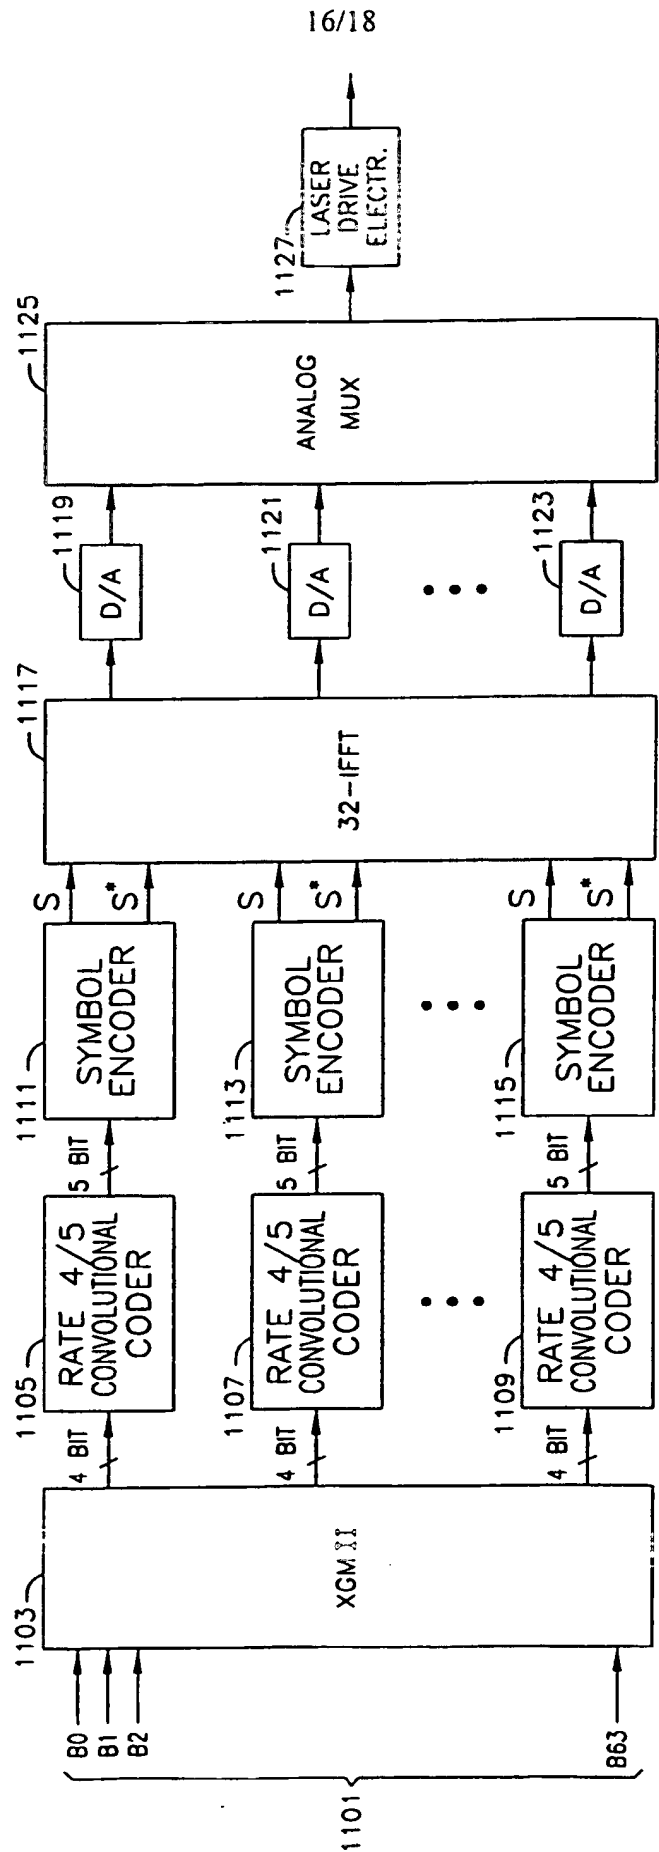 16/18
1101
B0
B1
B2
B63
1103
XGMII
4 BIT
4 BIT
4 BIT
1105
RATE 4/5
CONVOLUTIONAL
CODER
1107
RATE 4/5
CONVOLUTIONAL
CODER
1109
RATE 4/5
CONVOLUTIONAL
CODER
5 BIT
5 BIT
5 BIT
1111
SYMBOL
ENCODER
1113
SYMBOL
ENCODER
1115
SYMBOL
ENCODER
S
S*
S
S*
S
S*
1117
32-IFFT
1119
D/A
1121
D/A
1123
D/A
1125
ANALOG
MUX
1127
LASER
DRIVE
ELECTR.